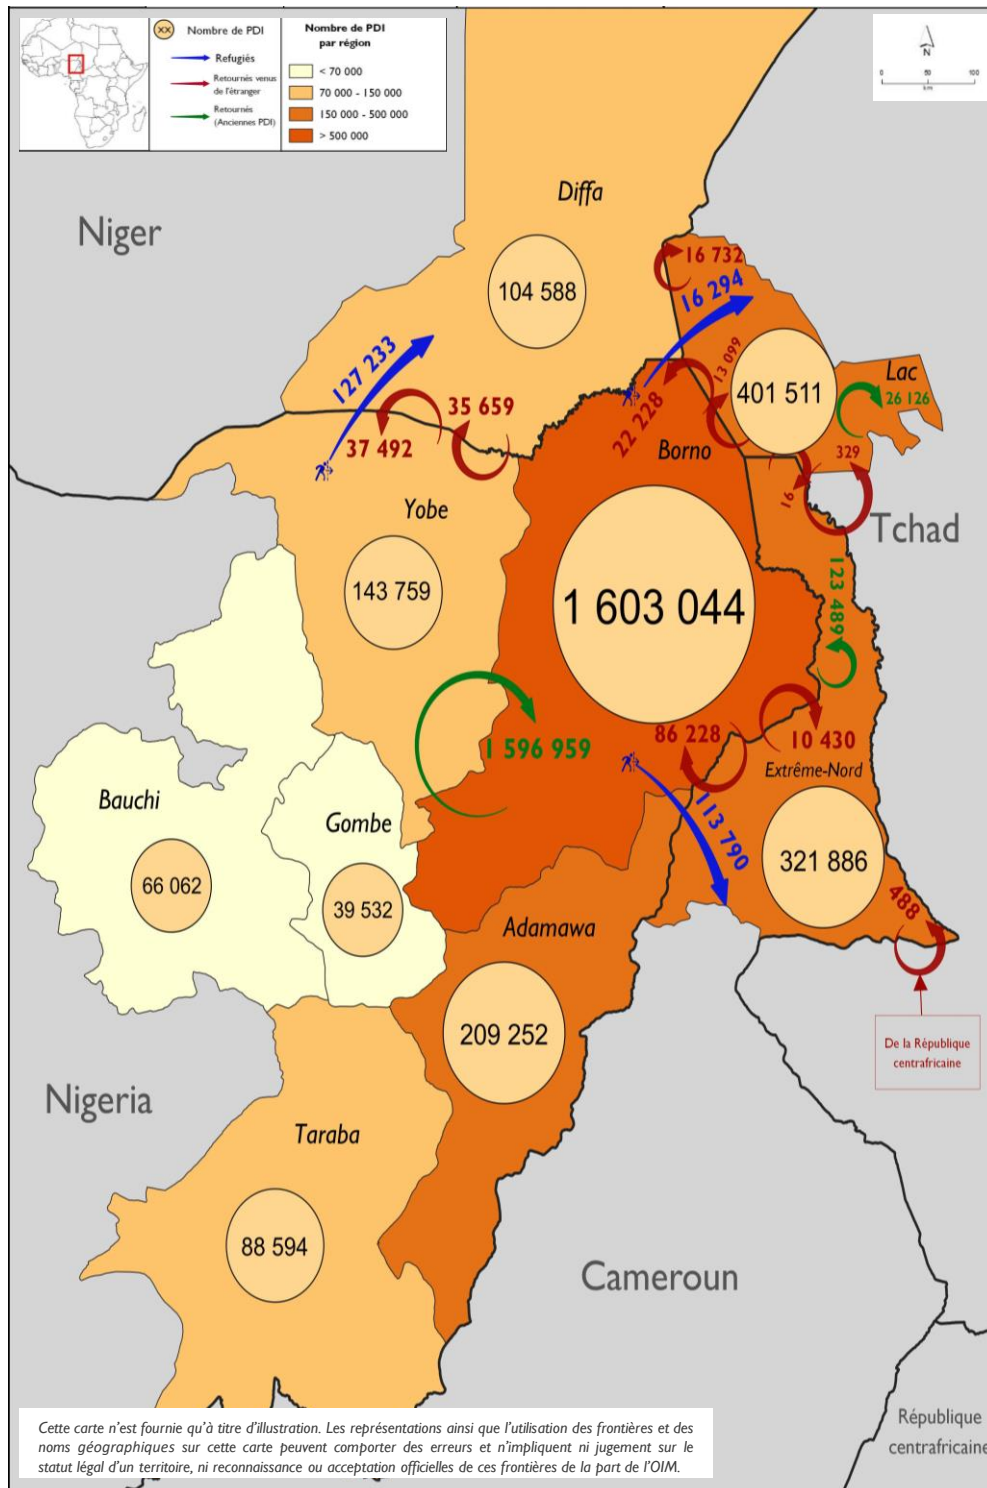 XX
Nombre de PDI
Refugiés
Retournés venus
de l'étranger
Retournés
(Anciennes PDI)
Nombre de PDI
par région
< 70 000
70 000 - 150 000
150 000 - 500 000
> 500 000
N
0 50 100
km
Niger
Diffa
104 588
16 732
16 294
127 233
37 492
35 659
22 228
13 099
401 511
Lac
26 126
329
16
Borno
Yobe
Tchad
143 759
1 603 044
123 489
1 596 959
86 228
10 430
Extrême-Nord
113 790
321 886
488
Bauchi
66 062
Gombe
39 532
Adamawa
209 252
De la République
centrafricaine
Nigeria
Taraba
88 594
Cameroun
République
centrafricaine
Cette carte n'est fournie qu'à titre d'illustration. Les représentations ainsi que l'utilisation des frontières et des
noms géographiques sur cette carte peuvent comporter des erreurs et n'impliquent ni jugement sur le
statut légal d'un territoire, ni reconnaissance ou acceptation officielles de ces frontières de la part de l'OIM.